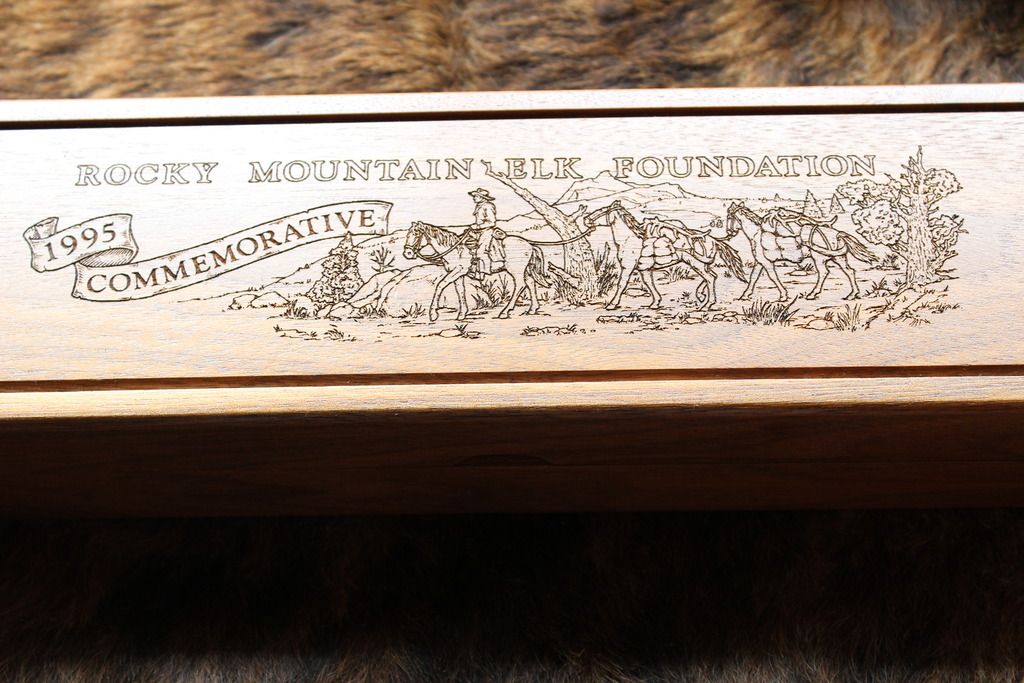 ROCKY MOUNTAIN ELK FOUNDATION
1995
COMMEMORATIVE